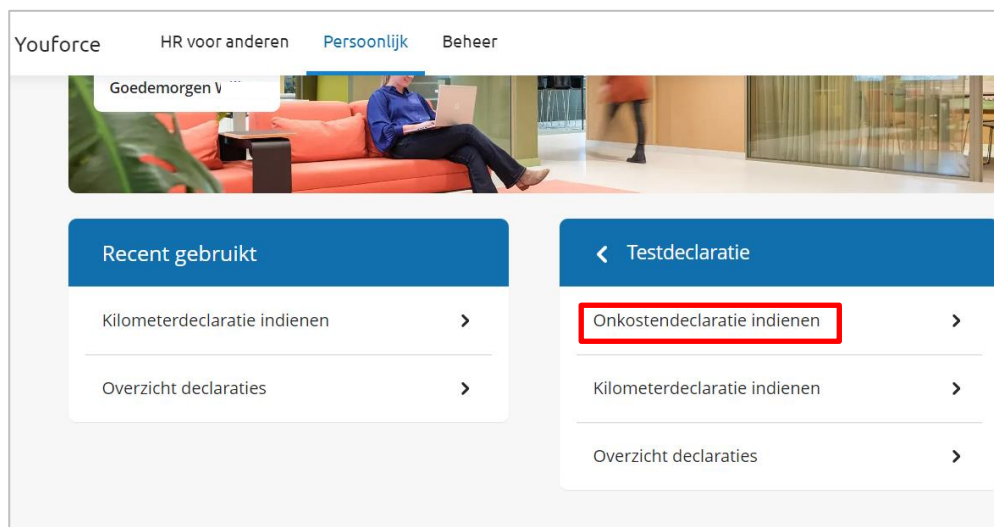 Youforce HR voor anderen Persoonlijk Beheer
Goedemorgen
Recent gebruikt
Kilometerdeclaratie indienen
Overzicht declaraties
Testdeclaratie
Onkostendeclaratie indienen
Kilometerdeclaratie indienen
Overzicht declaraties